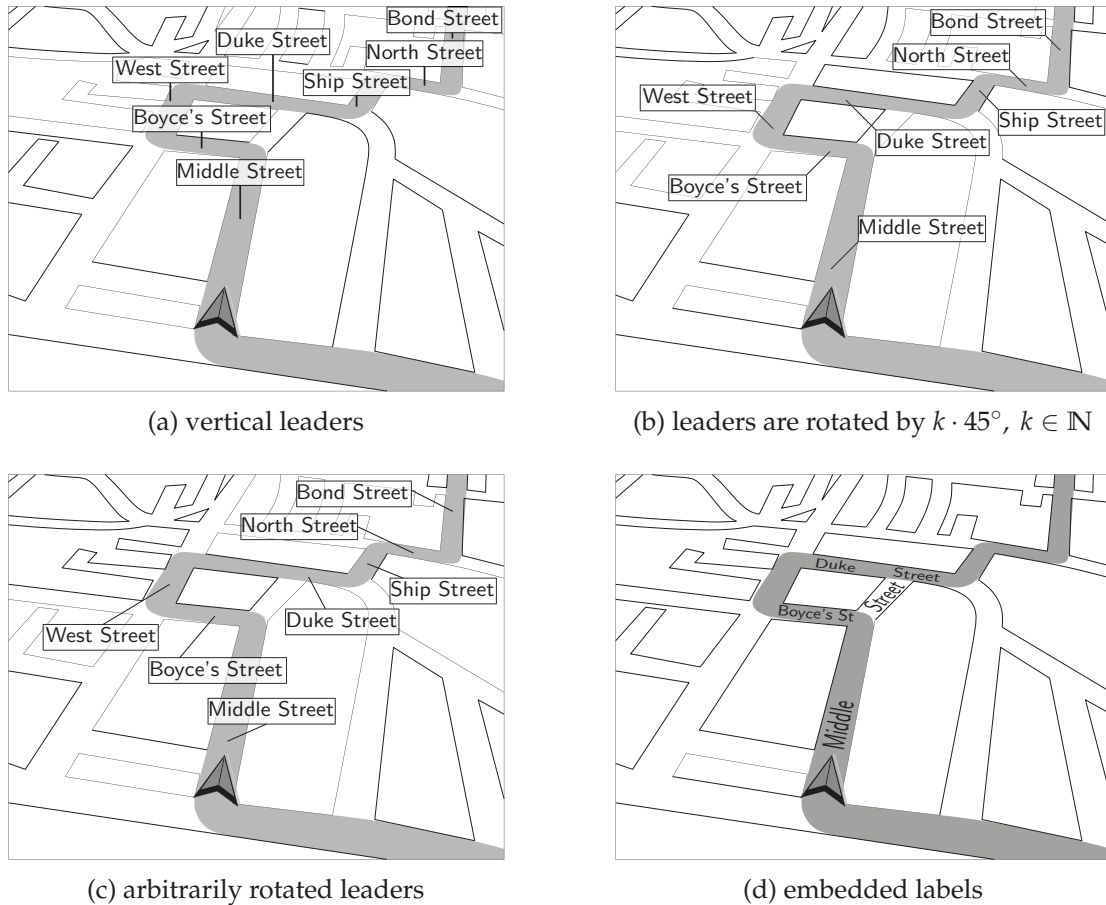 Bond Street
Duke Street
North Street
West Street
Ship Street
Boyce's Street
Middle Street
(a) vertical leaders
Bond Street
North Street
West Street
Ship Street
Duke Street
Boyce's Street
Middle Street
(b) leaders are rotated by k · 45°, k ∈ ℕ
Bond Street
North Street
Ship Street
Duke Street
West Street
Boyce's Street
Middle Street
(c) arbitrarily rotated leaders
Duke Street
Street
Boyce's St
Middle
(d) embedded labels